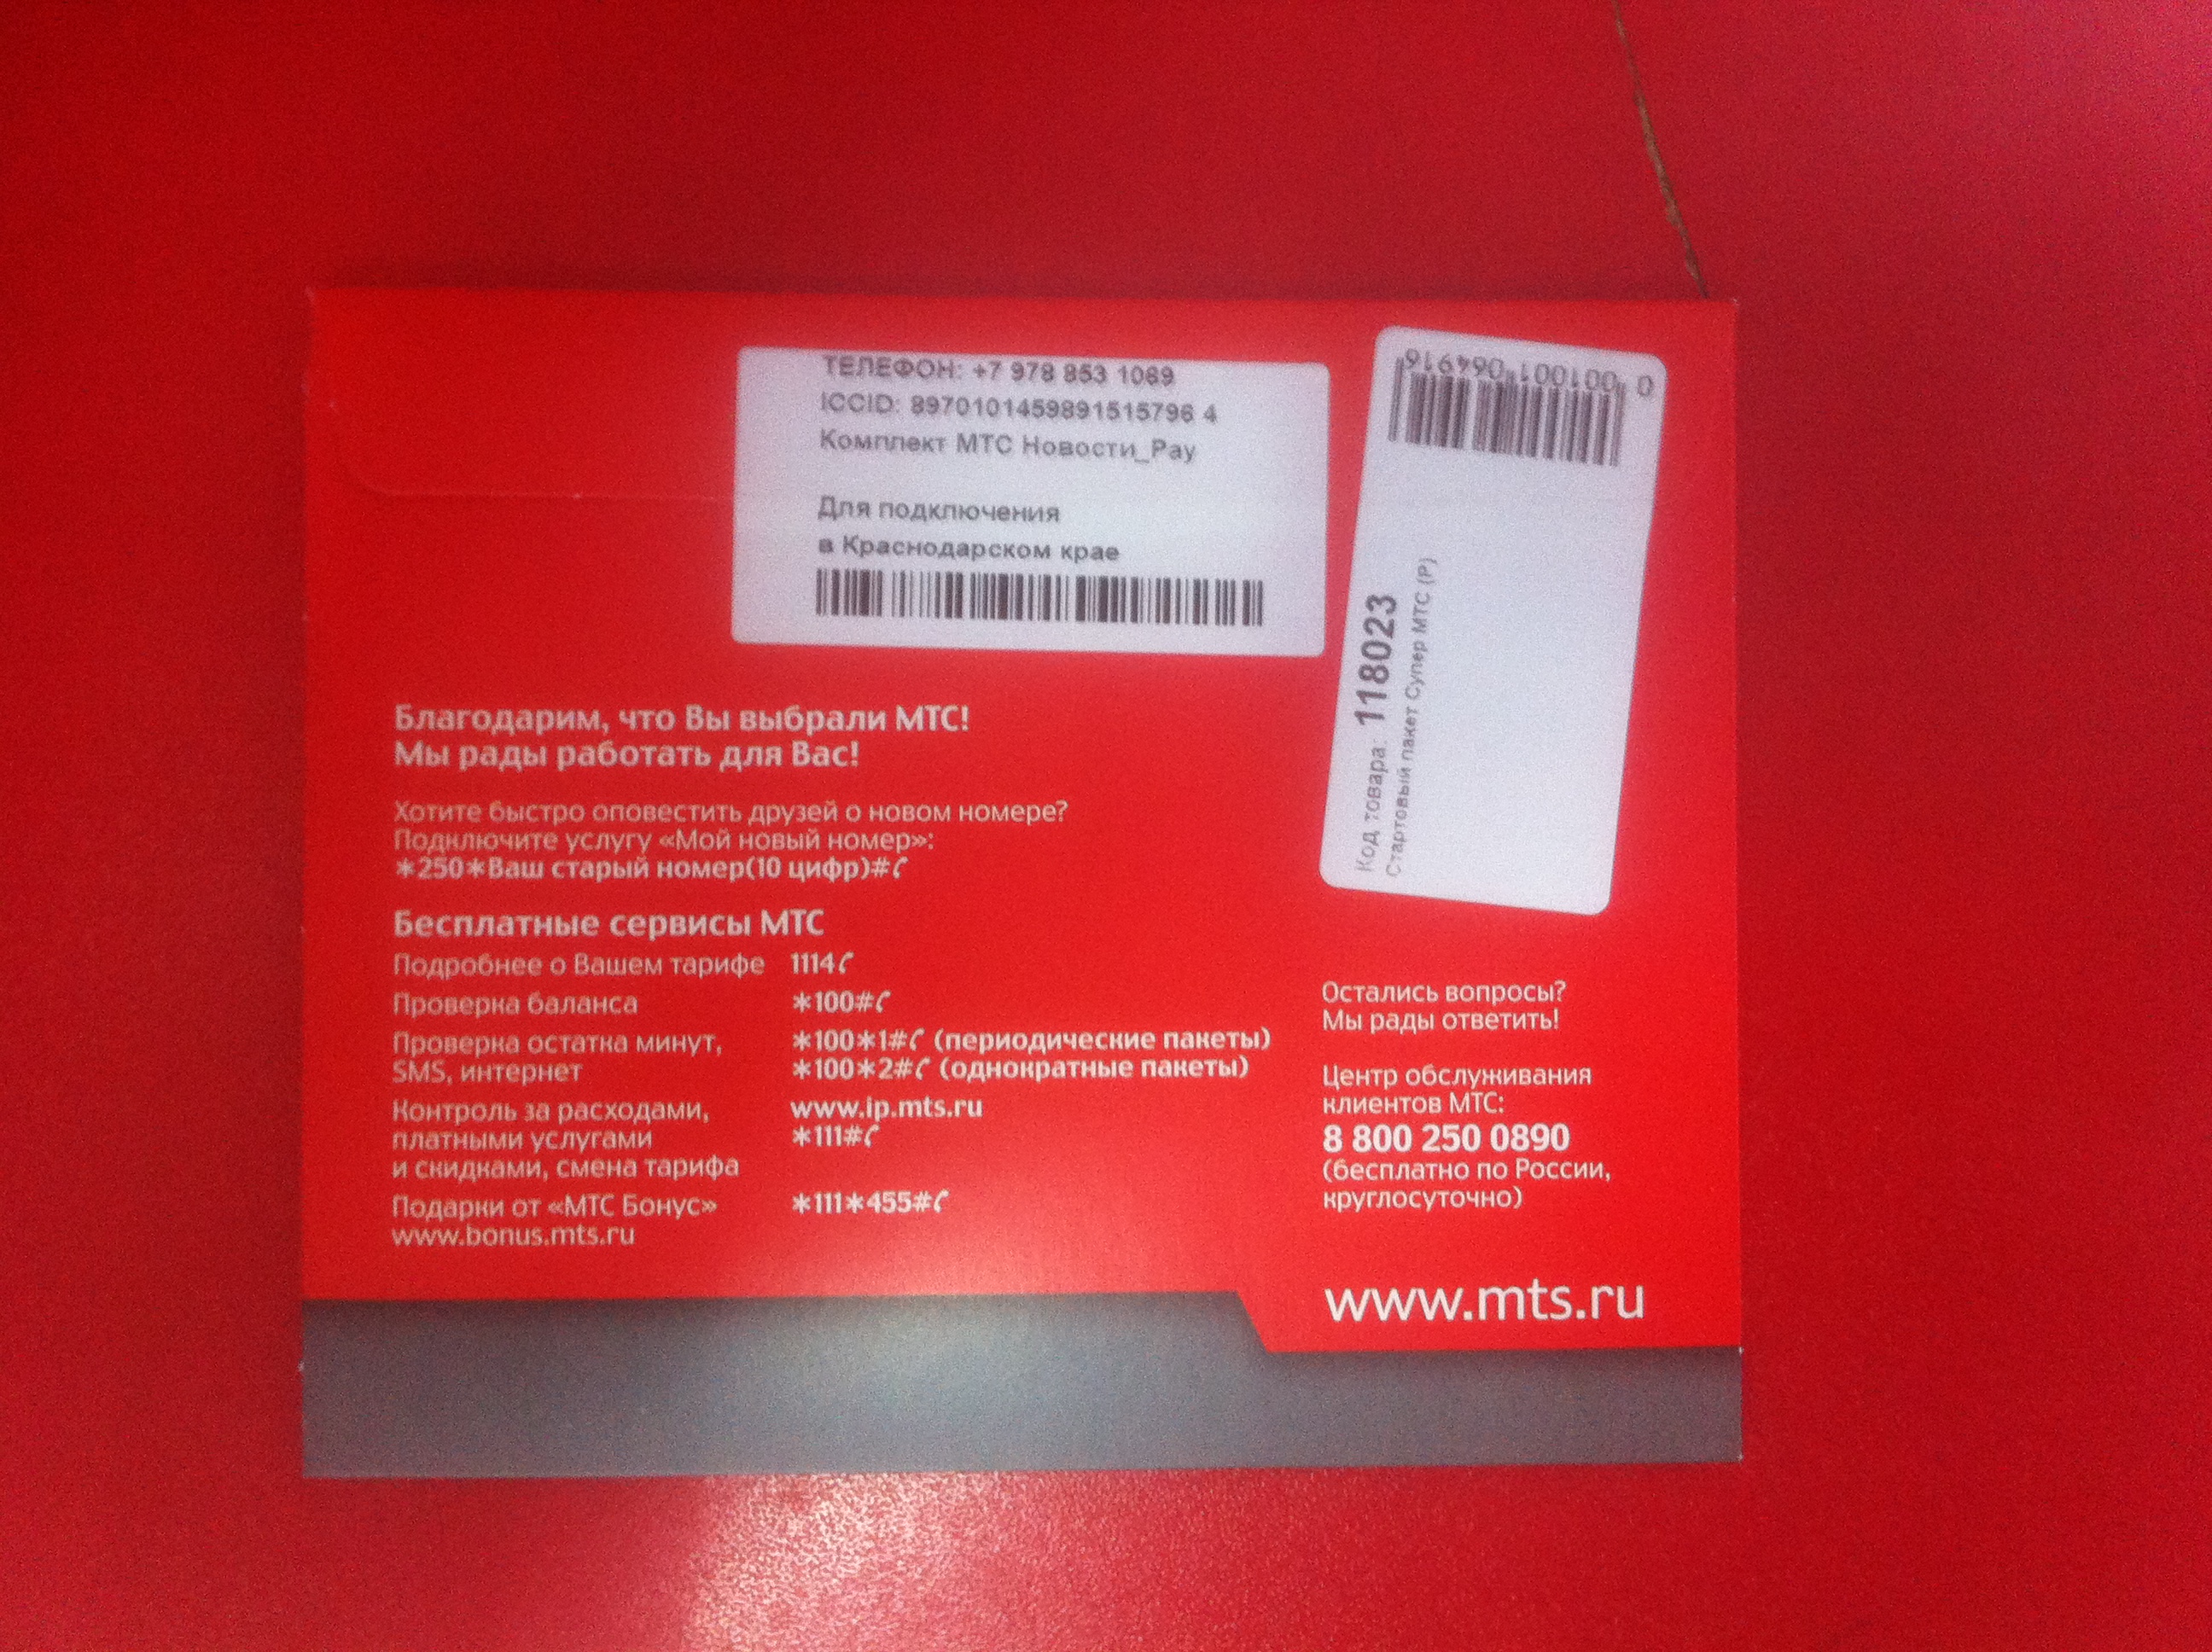 ТЕЛЕФОН: +7 978 853 1069
ICCID: 8970101459891515796 4
Комплект МТС Новости_Pay
Для подключения
в Краснодарском крае
0 001001 064916
Код товара: 118023
Стартовый пакет Супер МТС (Р)
Благодарим, что Вы выбрали МТС!
Мы рады работать для Вас!
Хотите быстро оповестить друзей о новом номере?
Подключите услугу «Мой новый номер»:
*250*Ваш старый номер(10 цифр)#
Бесплатные сервисы МТС
Подробнее о Вашем тарифе 1114
Проверка баланса *100#
Проверка остатка минут, *100*1# (периодические пакеты)
SMS, интернет *100*2# (однократные пакеты)
Контроль за расходами, www.ip.mts.ru
платными услугами *111#
и скидками, смена тарифа
Подарки от «МТС Бонус» *111*455#
www.bonus.mts.ru
Остались вопросы?
Мы рады ответить!
Центр обслуживания
клиентов МТС:
8 800 250 0890
(бесплатно по России,
круглосуточно)
www.mts.ru